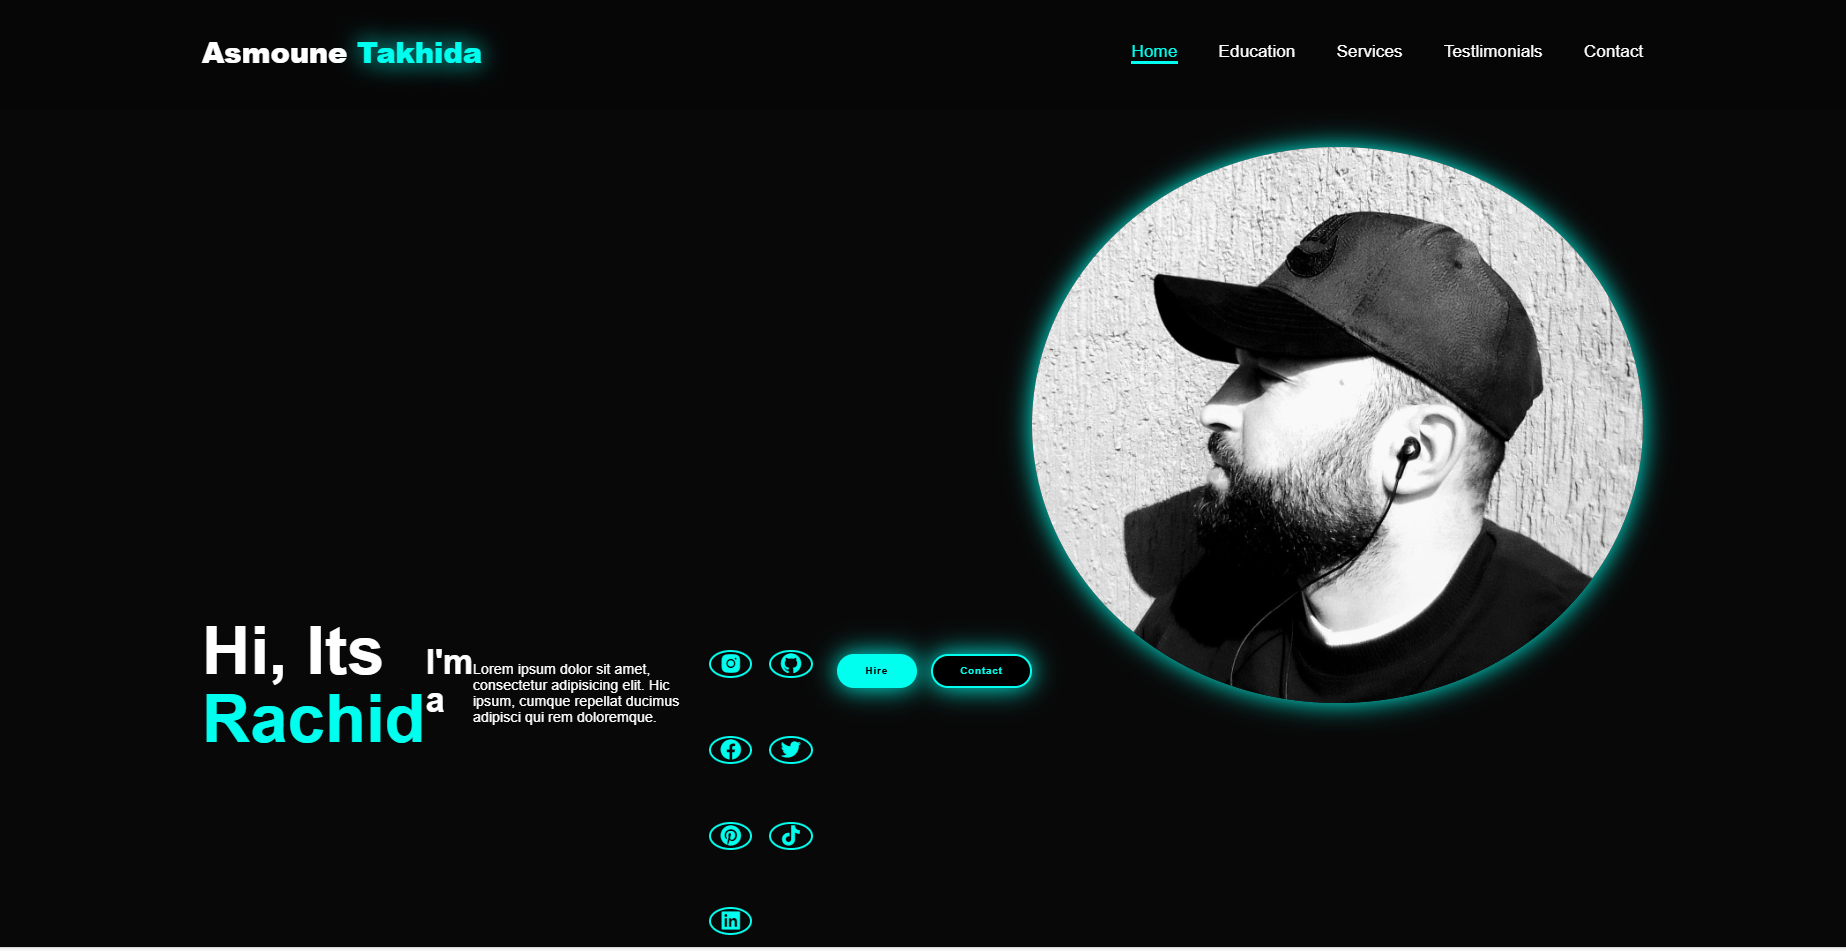 Asmoune Takhida
Home Education Services Testlimonials Contact
Hi, Its
Rachid
I'm
a
Lorem ipsum dolor sit amet,
consectetur adipisicing elit. Hic
ipsum, cumque repellat ducimus
adipisci qui rem doloremque.
Hire
Contact